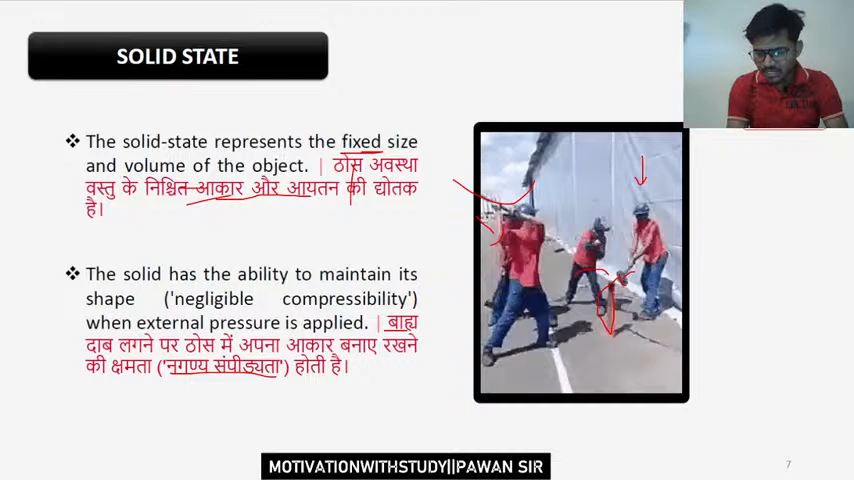 SOLID STATE
❖ The solid-state represents the fixed size
and volume of the object. | ठोस अवस्था
वस्तु के निश्चित आकार और आयतन की द्योतक
है।
❖ The solid has the ability to maintain its
shape ('negligible compressibility')
when external pressure is applied. | बाह्य
दाब लगने पर ठोस में अपना आकार बनाए रखने
की क्षमता ('नगण्य संपीड्यता') होती है।
MOTIVATIONWITHSTUDY||PAWAN SIR
7